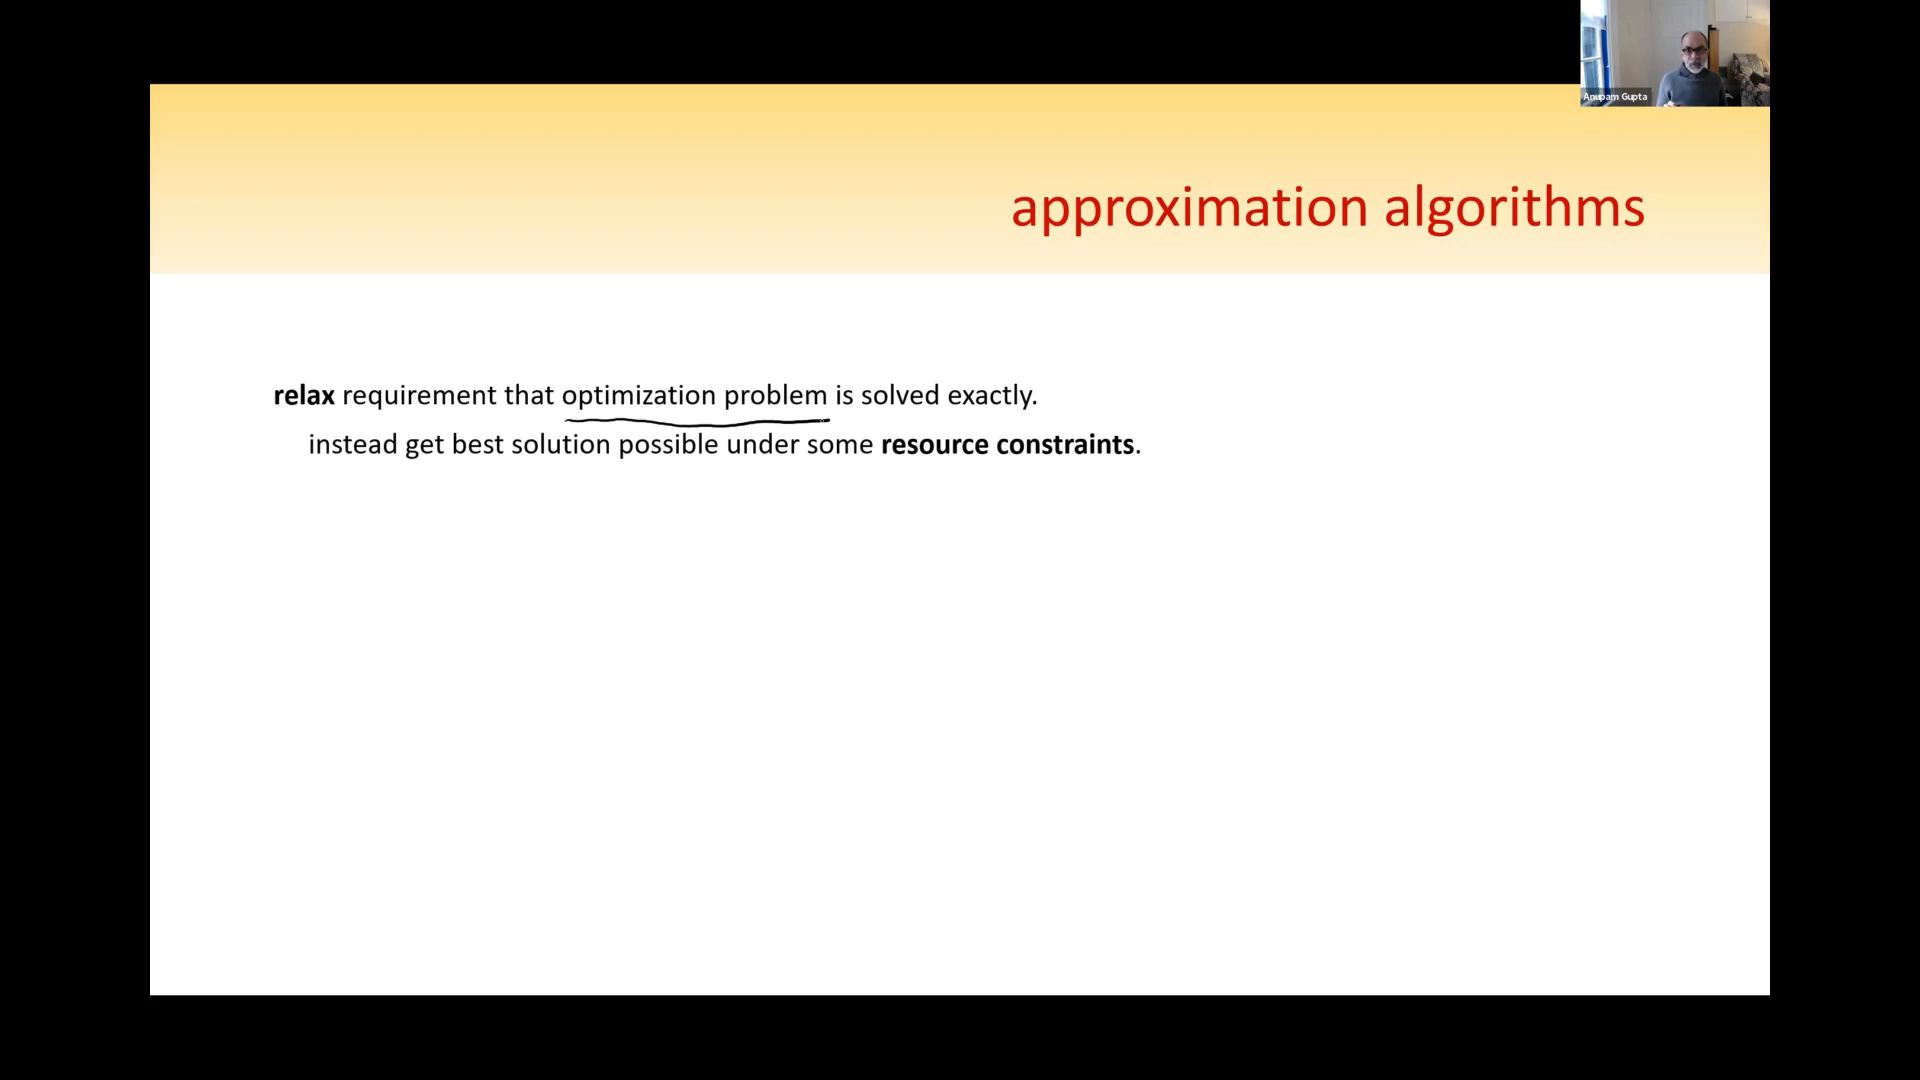 Anupam Gupta
approximation algorithms
relax requirement that optimization problem is solved exactly.
instead get best solution possible under some resource constraints.